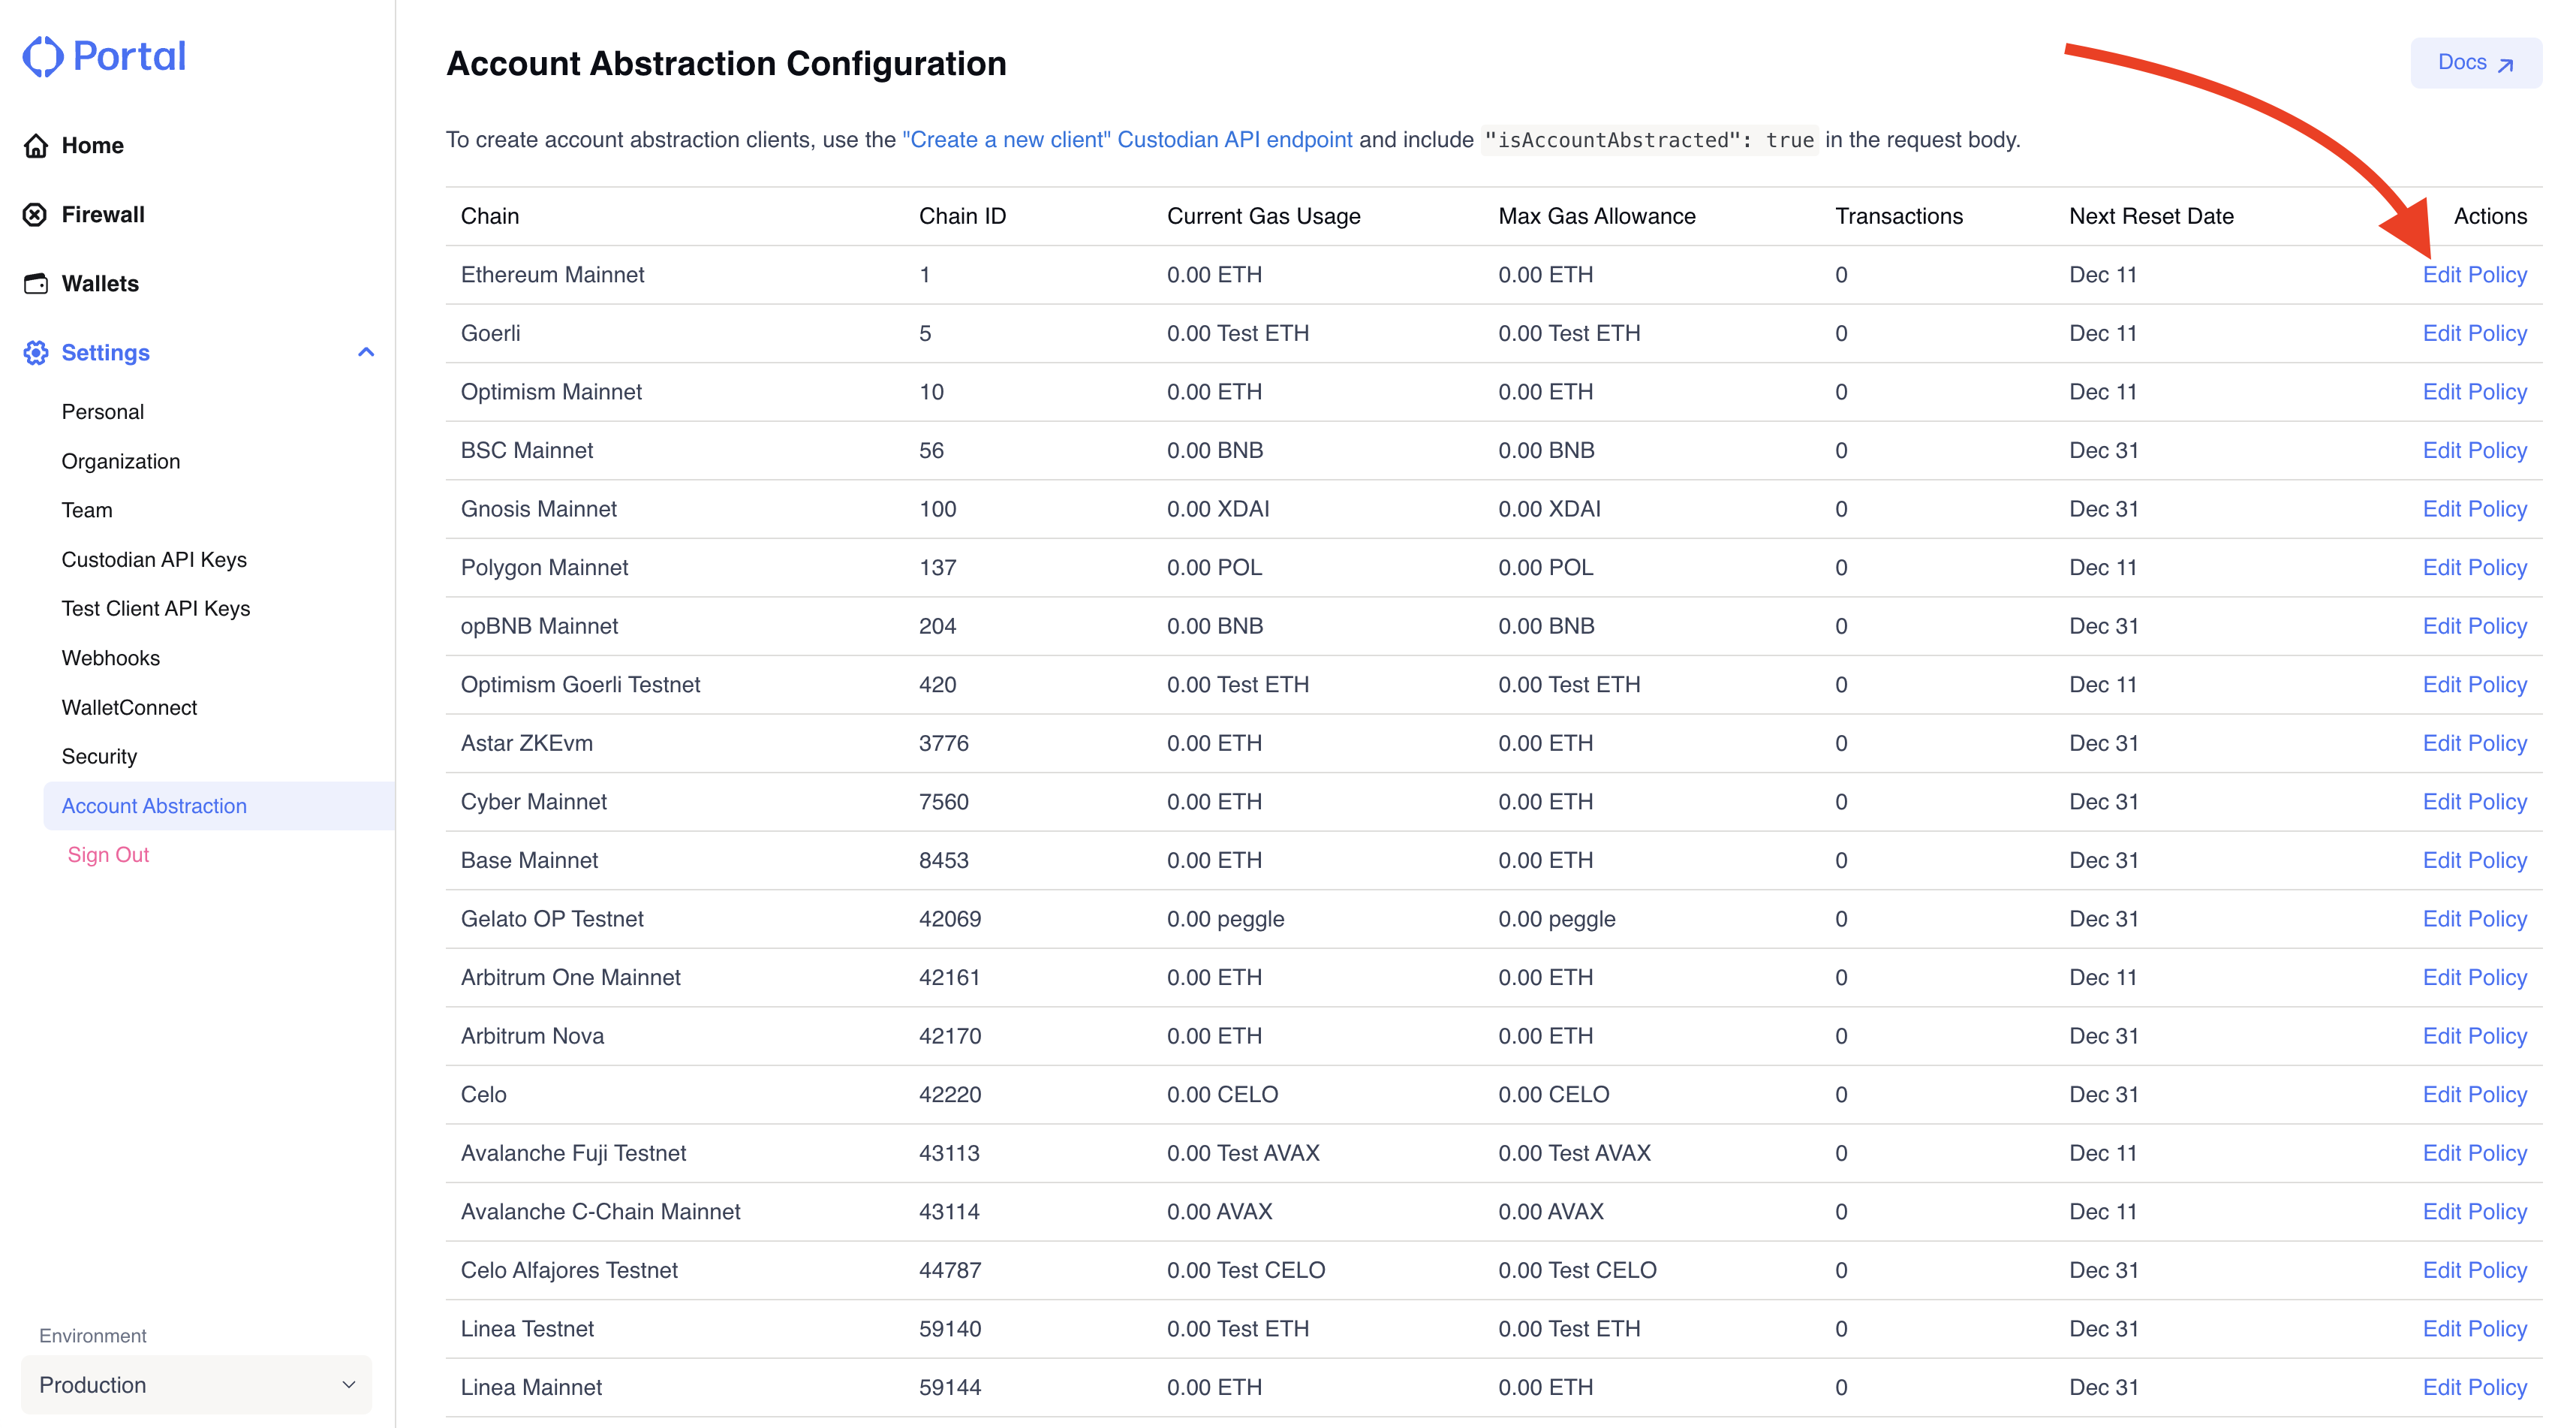 Portal
Home
Firewall
Wallets
Settings
Personal
Organization
Team
Custodian API Keys
Test Client API Keys
Webhooks
WalletConnect
Security
Account Abstraction
Sign Out
Environment
Production
Account Abstraction Configuration
Docs
To create account abstraction clients, use the "Create a new client" Custodian API endpoint and include "isAccountAbstracted": true in the request body.
Chain Chain ID Current Gas Usage Max Gas Allowance Transactions Next Reset Date Actions
Ethereum Mainnet 1 0.00 ETH 0.00 ETH 0 Dec 11 Edit Policy
Goerli 5 0.00 Test ETH 0.00 Test ETH 0 Dec 11 Edit Policy
Optimism Mainnet 10 0.00 ETH 0.00 ETH 0 Dec 11 Edit Policy
BSC Mainnet 56 0.00 BNB 0.00 BNB 0 Dec 31 Edit Policy
Gnosis Mainnet 100 0.00 XDAI 0.00 XDAI 0 Dec 31 Edit Policy
Polygon Mainnet 137 0.00 POL 0.00 POL 0 Dec 11 Edit Policy
opBNB Mainnet 204 0.00 BNB 0.00 BNB 0 Dec 31 Edit Policy
Optimism Goerli Testnet 420 0.00 Test ETH 0.00 Test ETH 0 Dec 11 Edit Policy
Astar ZKEvm 3776 0.00 ETH 0.00 ETH 0 Dec 31 Edit Policy
Cyber Mainnet 7560 0.00 ETH 0.00 ETH 0 Dec 31 Edit Policy
Base Mainnet 8453 0.00 ETH 0.00 ETH 0 Dec 31 Edit Policy
Gelato OP Testnet 42069 0.00 peggle 0.00 peggle 0 Dec 31 Edit Policy
Arbitrum One Mainnet 42161 0.00 ETH 0.00 ETH 0 Dec 11 Edit Policy
Arbitrum Nova 42170 0.00 ETH 0.00 ETH 0 Dec 31 Edit Policy
Celo 42220 0.00 CELO 0.00 CELO 0 Dec 31 Edit Policy
Avalanche Fuji Testnet 43113 0.00 Test AVAX 0.00 Test AVAX 0 Dec 11 Edit Policy
Avalanche C-Chain Mainnet 43114 0.00 AVAX 0.00 AVAX 0 Dec 11 Edit Policy
Celo Alfajores Testnet 44787 0.00 Test CELO 0.00 Test CELO 0 Dec 31 Edit Policy
Linea Testnet 59140 0.00 Test ETH 0.00 Test ETH 0 Dec 31 Edit Policy
Linea Mainnet 59144 0.00 ETH 0.00 ETH 0 Dec 31 Edit Policy